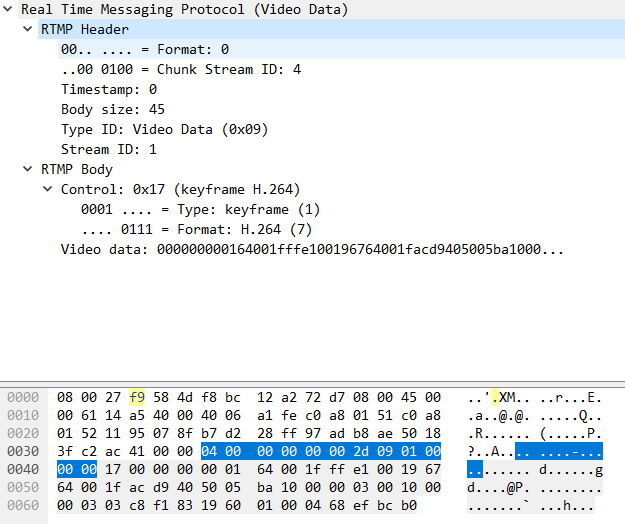 Real Time Messaging Protocol (Video Data)
RTMP Header
00.. .... = Format: 0
..00 0100 = Chunk Stream ID: 4
Timestamp: 0
Body size: 45
Type ID: Video Data (0x09)
Stream ID: 1
RTMP Body
Control: 0x17 (keyframe H.264)
0001 .... = Type: keyframe (1)
.... 0111 = Format: H.264 (7)
Video data: 000000000164001fffe100196764001facd9405005ba1000...
0000 08 00 27 f9 58 4d f8 bc 12 a2 72 d7 08 00 45 00 ..'.XM.. ..r...E.
0010 00 61 14 a5 40 00 40 06 a1 fe c0 a8 01 51 c0 a8 .a..@.@. .....Q..
0020 01 52 11 95 07 8f b7 d2 28 ff 97 ad b8 ae 50 18 .R...... (.....P.
0030 3f c2 ac 41 00 00 04 00 00 00 00 00 2d 09 01 00 ?..A.... ....-...
0040 00 00 17 00 00 00 00 01 64 00 1f ff e1 00 19 67 ........ d......g
0050 64 00 1f ac d9 40 50 05 ba 10 00 00 03 00 10 00 d....@P. ........
0060 00 03 03 c8 f1 83 19 60 01 00 04 68 ef bc b0 .......` ...h...